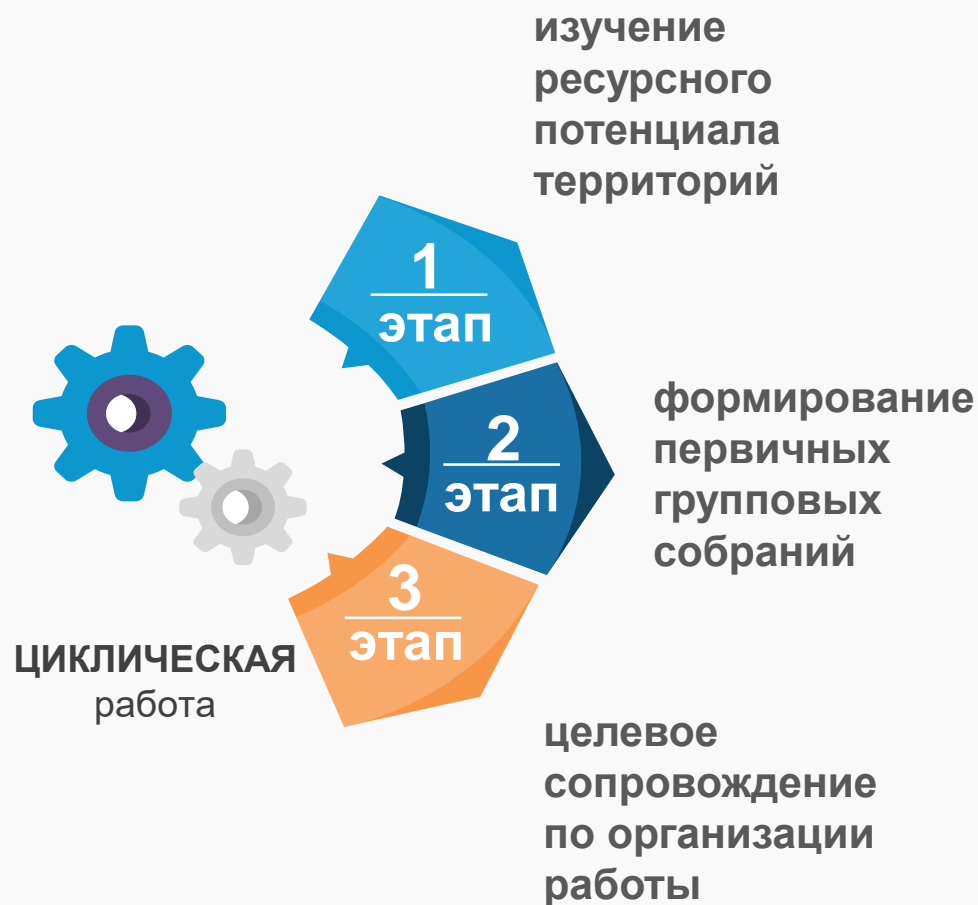 изучение
ресурсного
потенциала
территорий
1
этап
2
этап
формирование
первичных
групповых
собраний
3
этап
ЦИКЛИЧЕСКАЯ
работа
целевое
сопровождение
по организации
работы